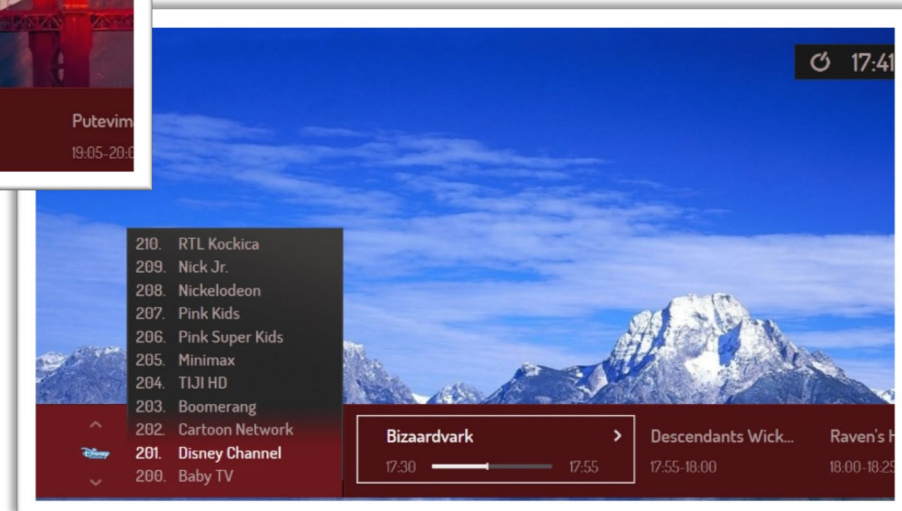 Putevim
19:05-20:0
17:41
210. RTL Kockica
209. Nick Jr.
208. Nickelodeon
207. Pink Kids
206. Pink Super Kids
205. Minimax
204. TIJI HD
203. Boomerang
202. Cartoon Network
Disney 201. Disney Channel
200. Baby TV
Bizaardvark
17:30 17:55
Descendants Wick...
17:55-18:00
Raven's H
18:00-18:25